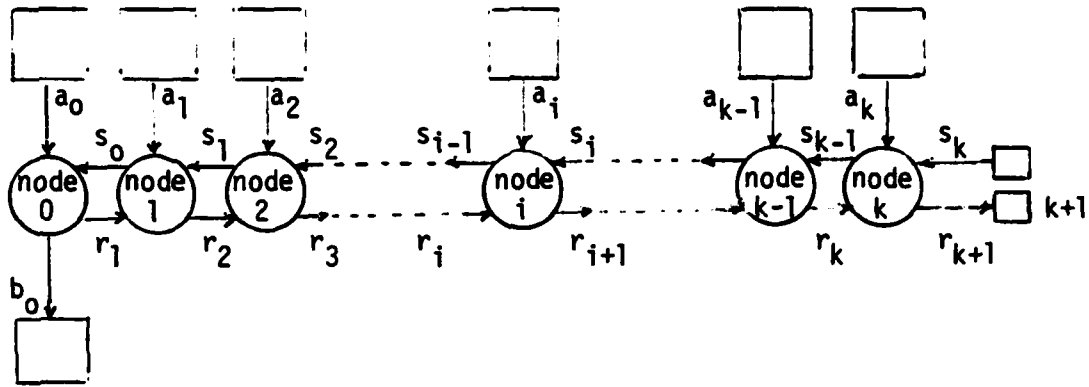 a₀ a₁ a₂ aᵢ aₖ₋₁ aₖ
s₀ s₁ s₂ sᵢ₋₁ sᵢ sₖ₋₁ sₖ
node 0
node 1
node 2
node i
node k-1
node k
k+1
r₁ r₂ r₃ rᵢ rᵢ₊₁ rₖ rₖ₊₁
b₀